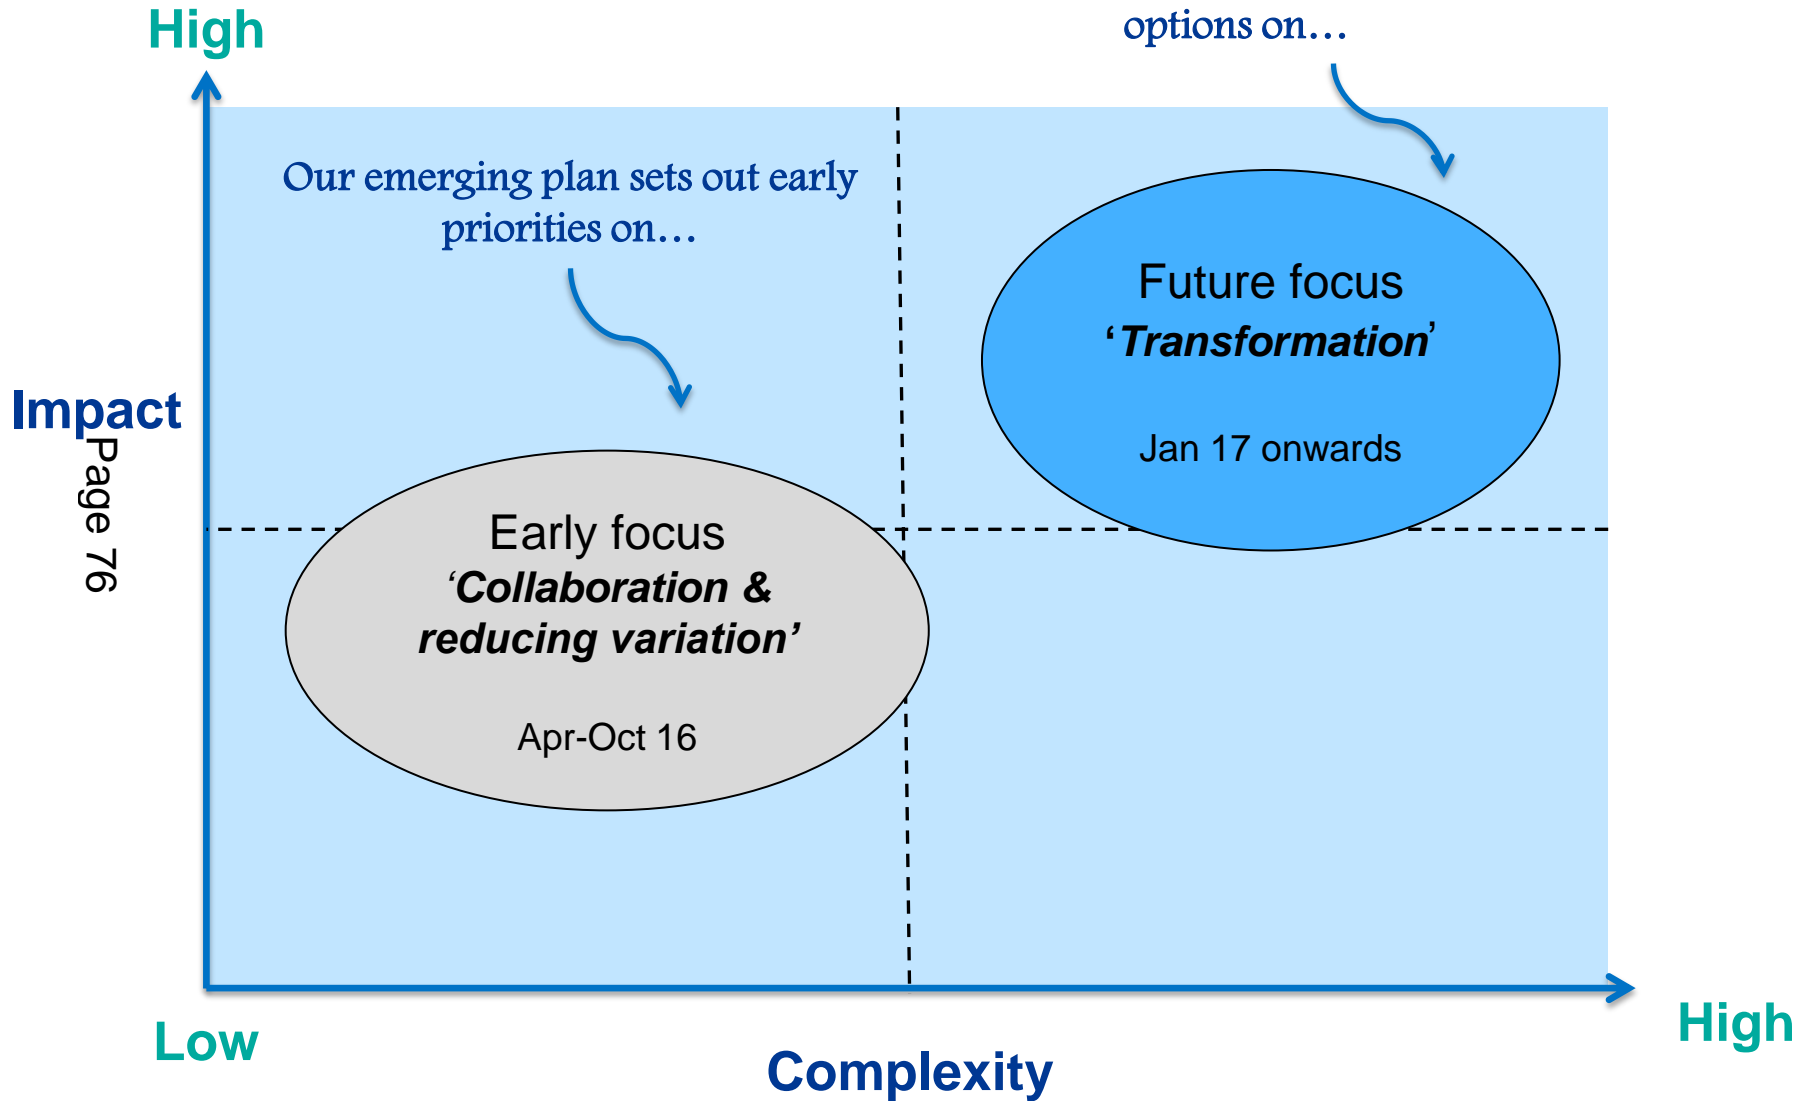 High
options on…
Our emerging plan sets out early
priorities on…
Future focus
‘Transformation’
Jan 17 onwards
Impact
Page 76
Early focus
‘Collaboration &
reducing variation’
Apr-Oct 16
Low
High
Complexity